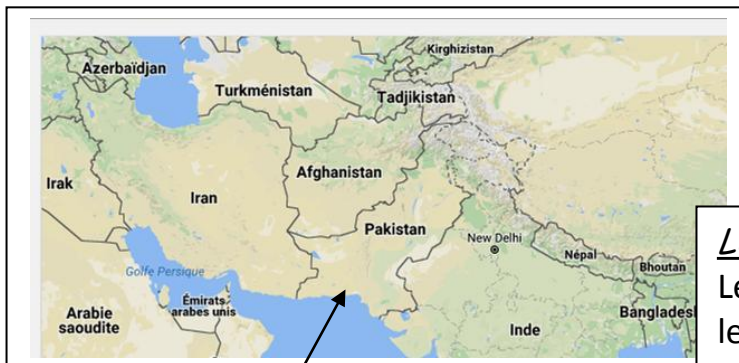 Kirghizistan
Azerbaïdjan
Turkménistan
Tadjikistan
Afghanistan
Irak
Iran
Pakistan
New Delhi
Népal
Bhoutan
Golfe Persique
Émirats
arabes unis
Arabie
saoudite
Inde
Bangladesh
L
Le
le